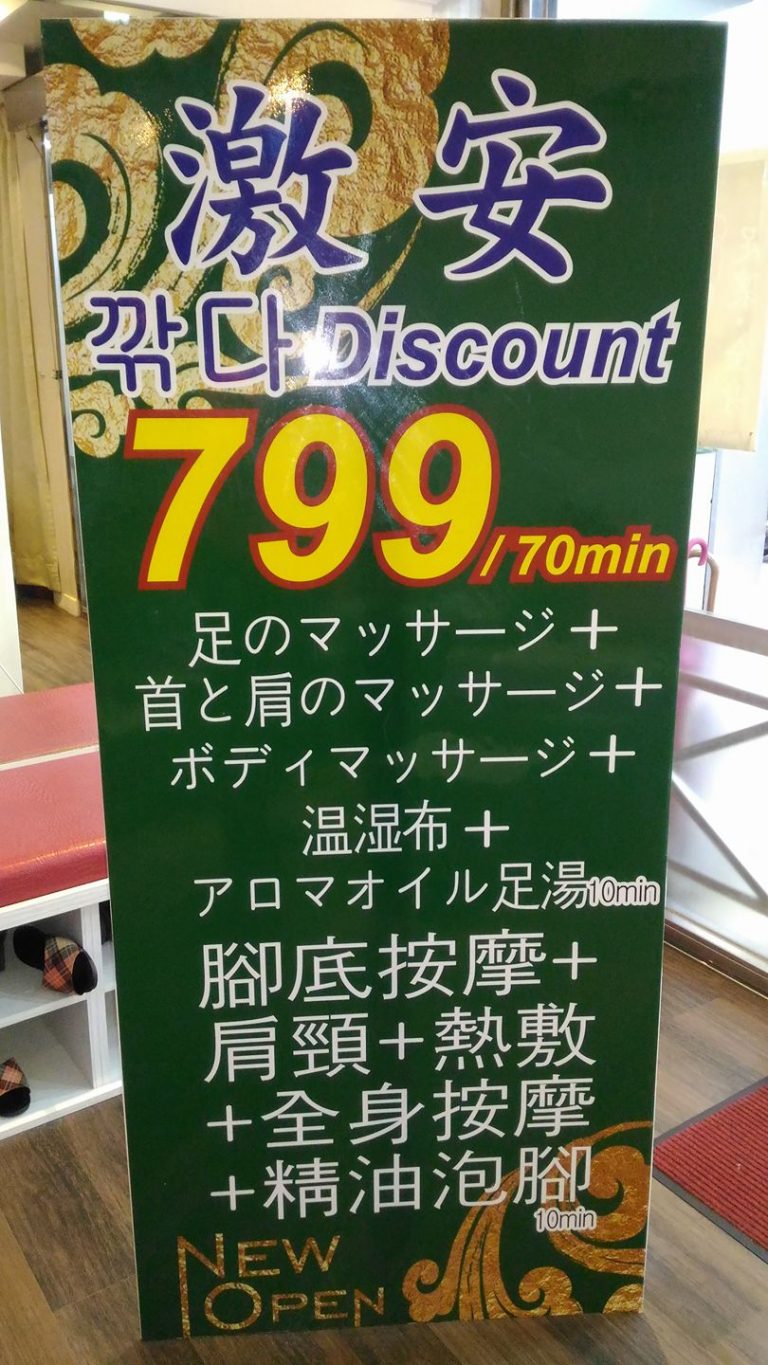 激安
깎다Discount
799/70min
足のマッサージ+
首と肩のマッサージ+
ボディマッサージ+
温湿布+
アロマオイル足湯10min
腳底按摩+
肩頸+熱敷
+全身按摩
+精油泡腳
10min
NEW
OPEN